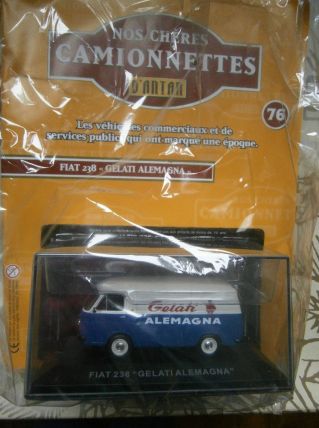 NOS CHÈRES
CAMIONNETTES
D'ANTAN
76
Les véhicules commerciaux et de
services publics qui ont marqué une époque.
FIAT 238 « GELATI ALEMAGNA »
CAMIONNET
Gelati
ALEMAGNA
FIAT 238 "GELATI ALEMAGNA"